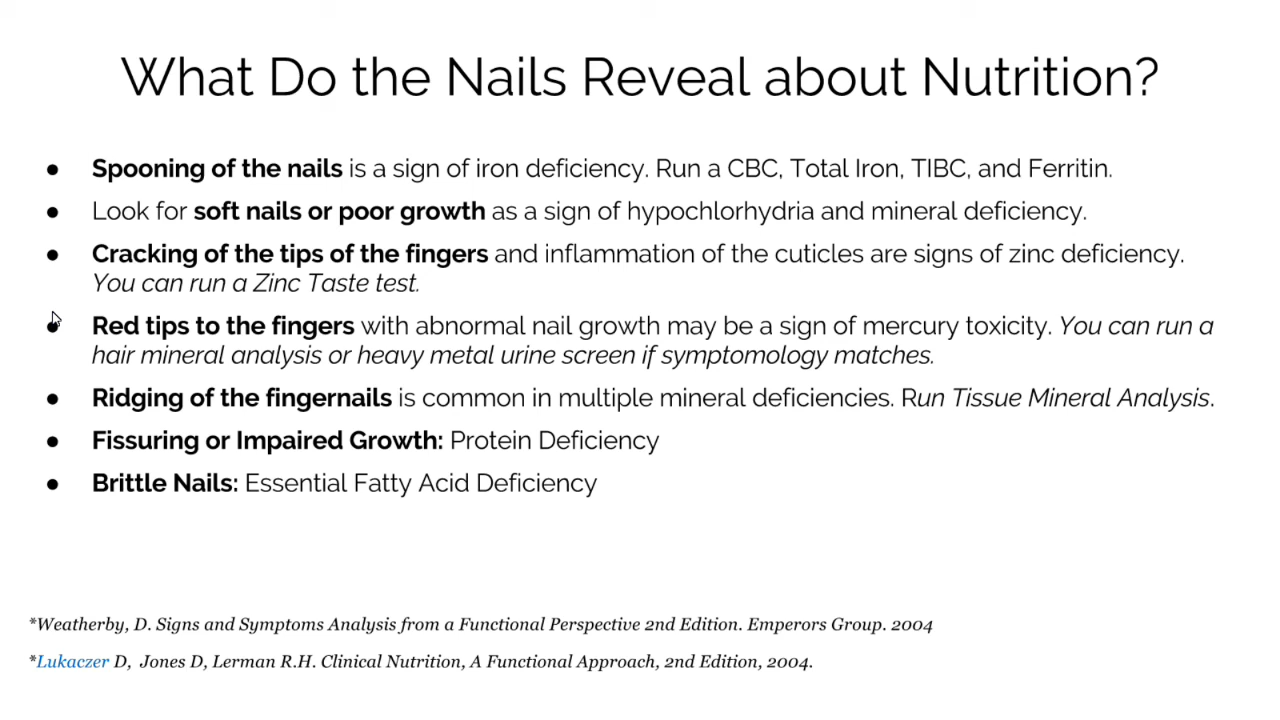 What Do the Nails Reveal about Nutrition?
● Spooning of the nails is a sign of iron deficiency. Run a CBC, Total Iron, TIBC, and Ferritin.
● Look for soft nails or poor growth as a sign of hypochlorhydria and mineral deficiency.
● Cracking of the tips of the fingers and inflammation of the cuticles are signs of zinc deficiency.
You can run a Zinc Taste test.
● Red tips to the fingers with abnormal nail growth may be a sign of mercury toxicity. You can run a
hair mineral analysis or heavy metal urine screen if symptomology matches.
● Ridging of the fingernails is common in multiple mineral deficiencies. Run Tissue Mineral Analysis.
● Fissuring or Impaired Growth: Protein Deficiency
● Brittle Nails: Essential Fatty Acid Deficiency
*Weatherby, D. Signs and Symptoms Analysis from a Functional Perspective 2nd Edition. Emperors Group. 2004
*Lukaczer D, Jones D, Lerman R.H. Clinical Nutrition, A Functional Approach, 2nd Edition, 2004.